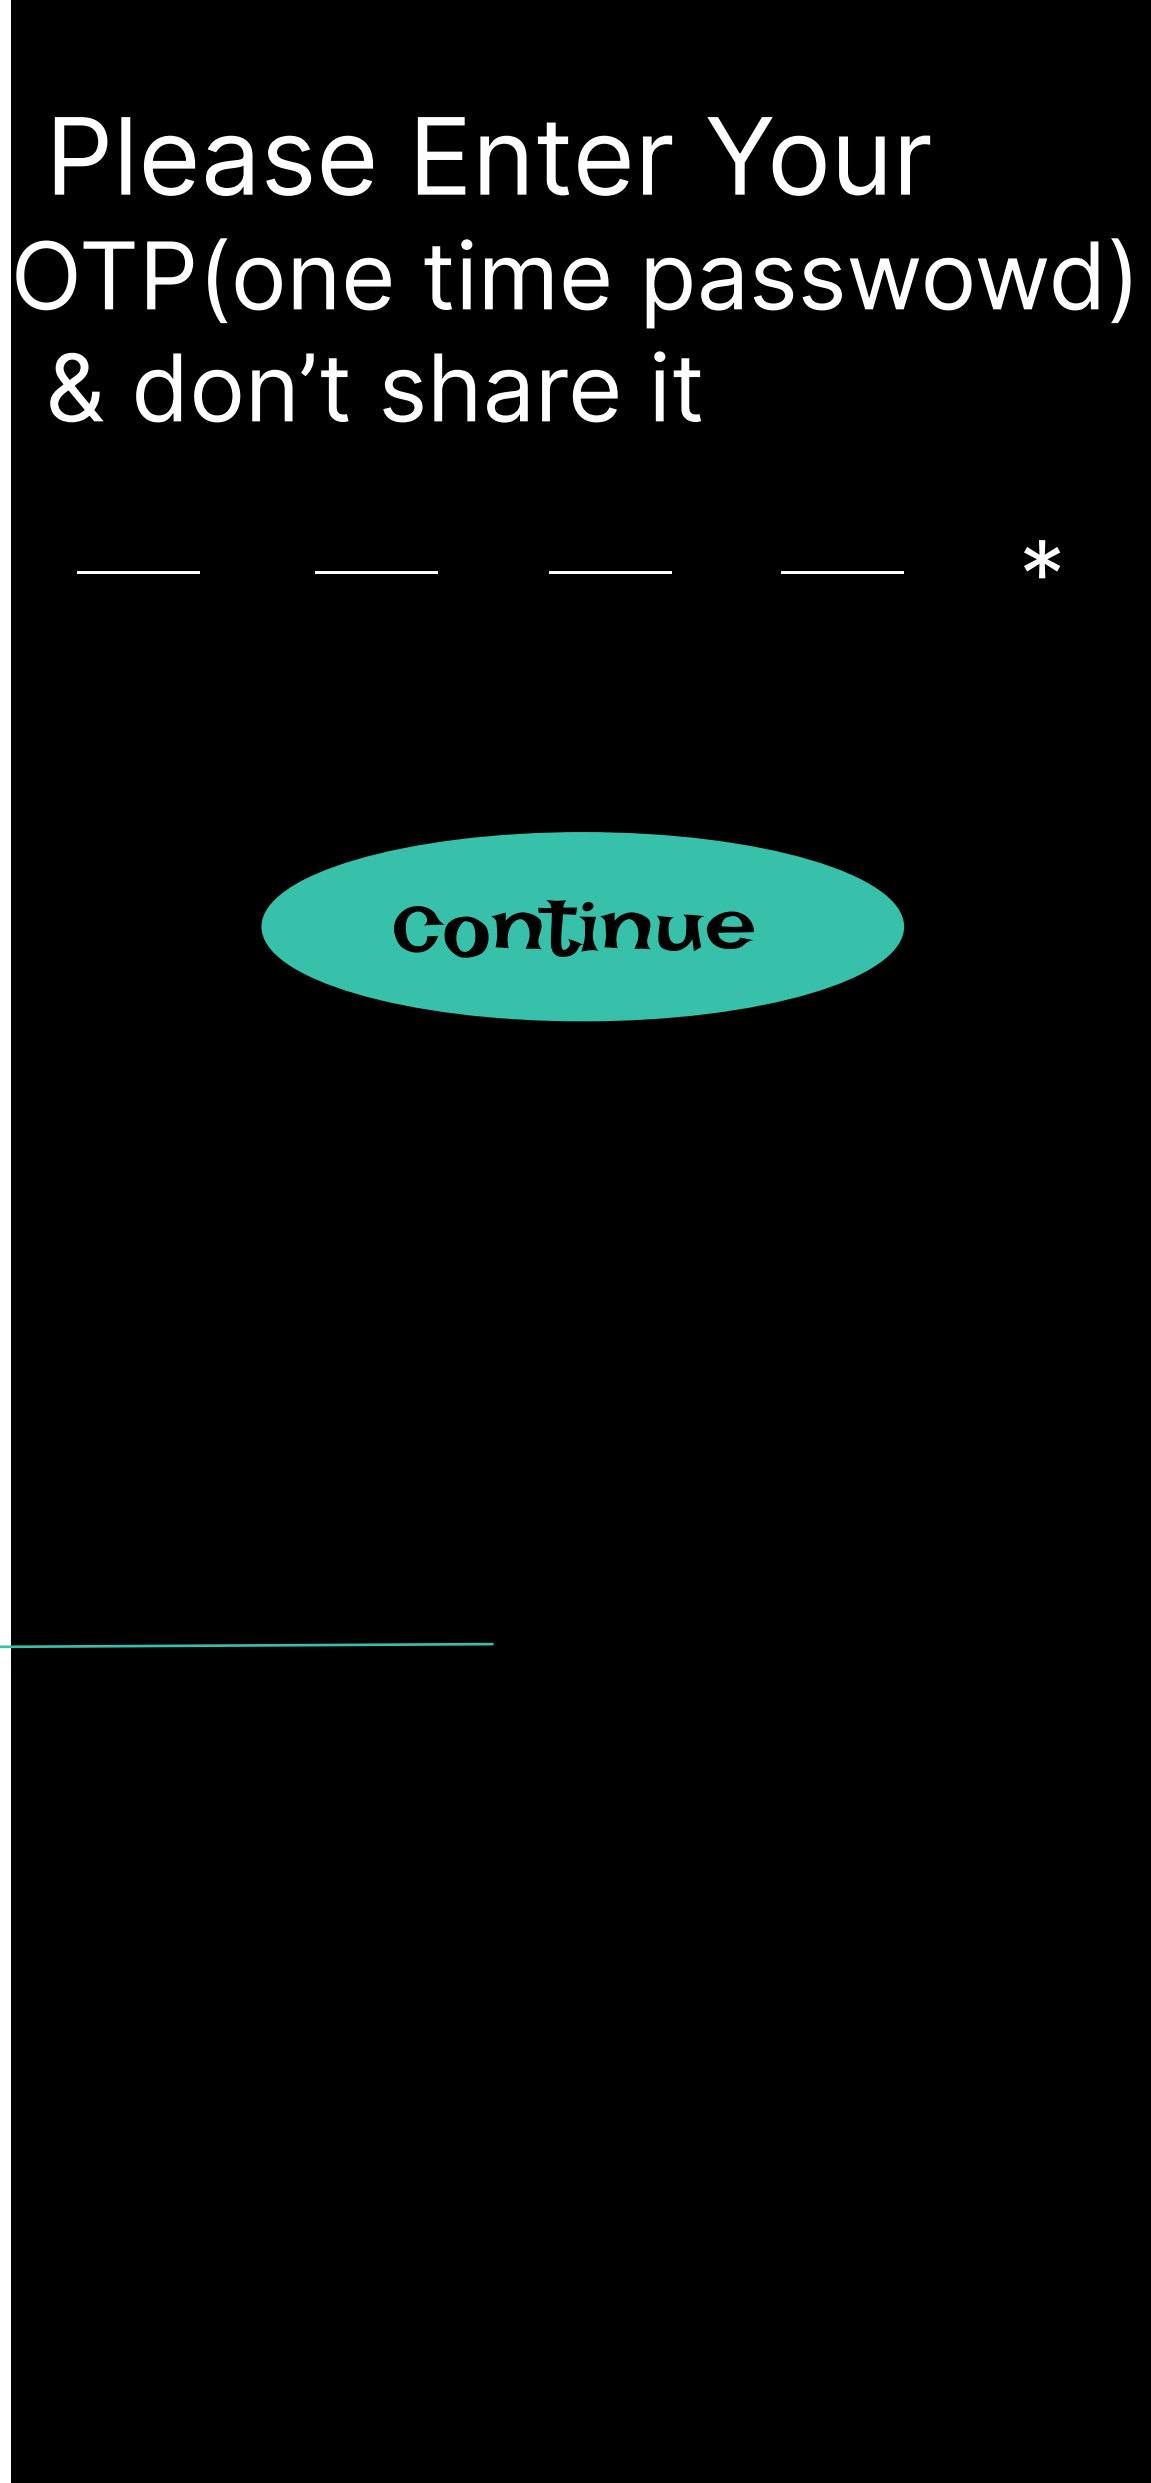 Please Enter Your
OTP(one time passwowd)
& don’t share it
*
Continue